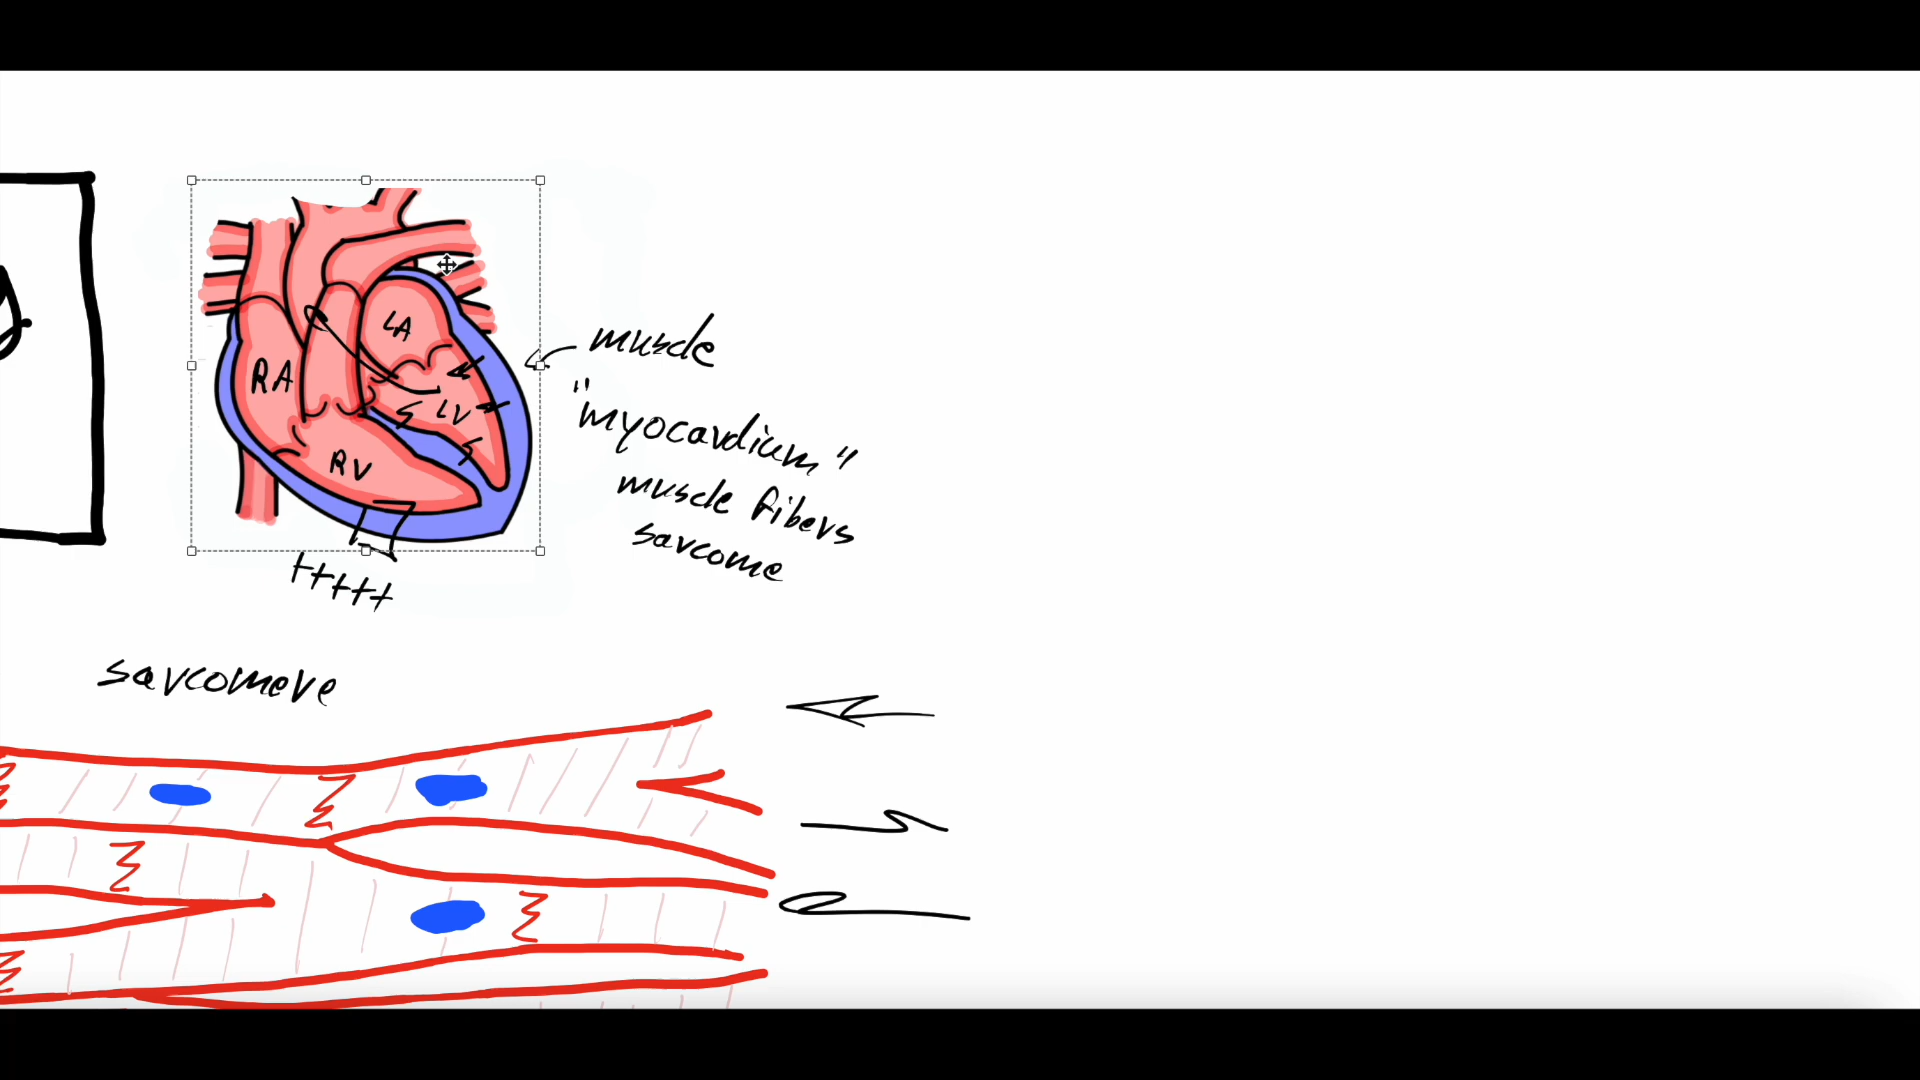 LA
RA
LV
RV
muscle
"myocardium"
muscle fibers
sarcome
sarcomere